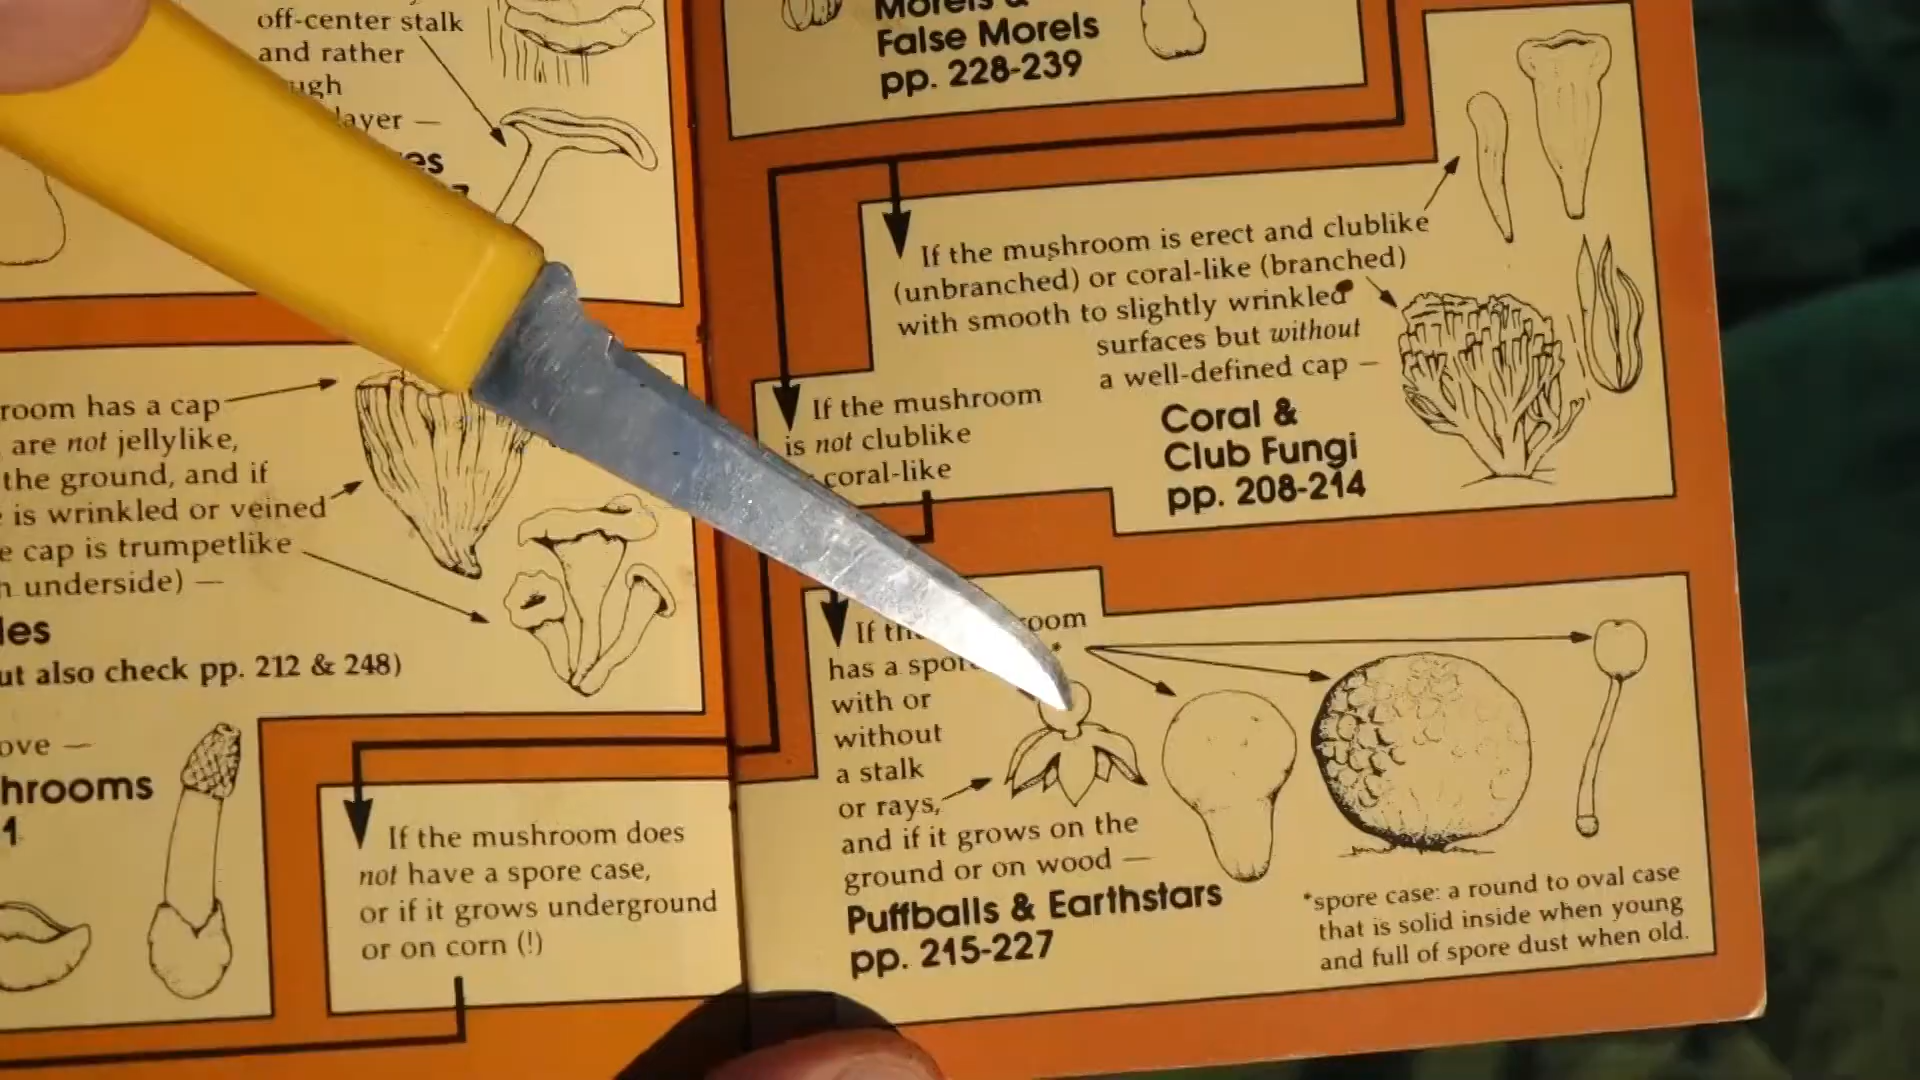 off-center stalk
and rather
ugh
layer —
es
room has a cap
are not jellylike,
the ground, and if
is wrinkled or veined
e cap is trumpetlike
underside) —
les
ut also check pp. 212 & 248)
ove —
hrooms
1
If the mushroom does
not have a spore case,
or if it grows underground
or on corn (!)
Morels &
False Morels
pp. 228-239
If the mushroom is erect and clublike
(unbranched) or coral-like (branched)
with smooth to slightly wrinkled
surfaces but without
a well-defined cap —
Coral &
Club Fungi
pp. 208-214
If the mushroom
is not clublike
coral-like
If th room
has a spor *
with or
without
a stalk
or rays,
and if it grows on the
ground or on wood —
Puffballs & Earthstars
pp. 215-227
*spore case: a round to oval case
that is solid inside when young
and full of spore dust when old.